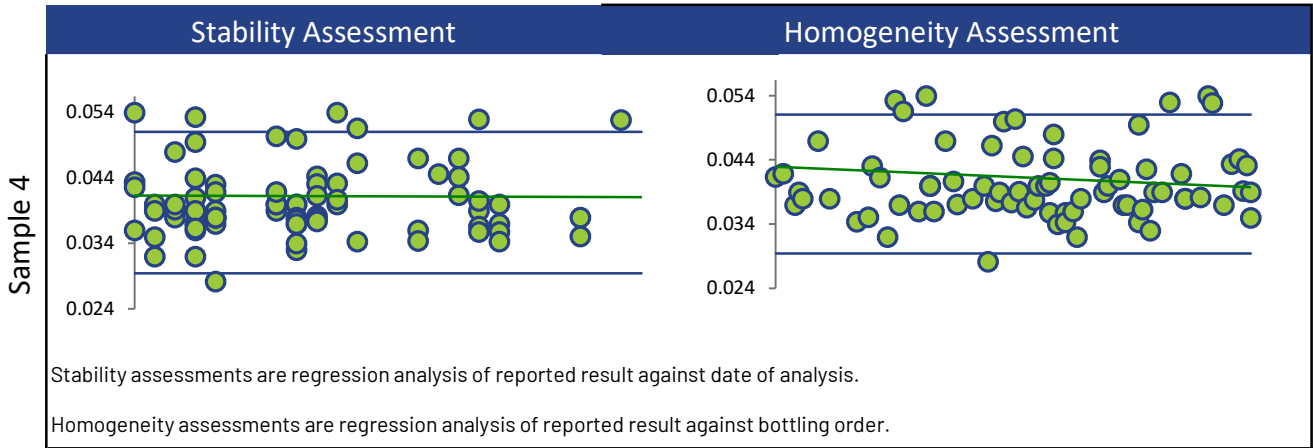 Stability Assessment
Homogeneity Assessment
Sample 4
0.054
0.044
0.034
0.024
0.054
0.044
0.034
0.024
Stability assessments are regression analysis of reported result against date of analysis.
Homogeneity assessments are regression analysis of reported result against bottling order.